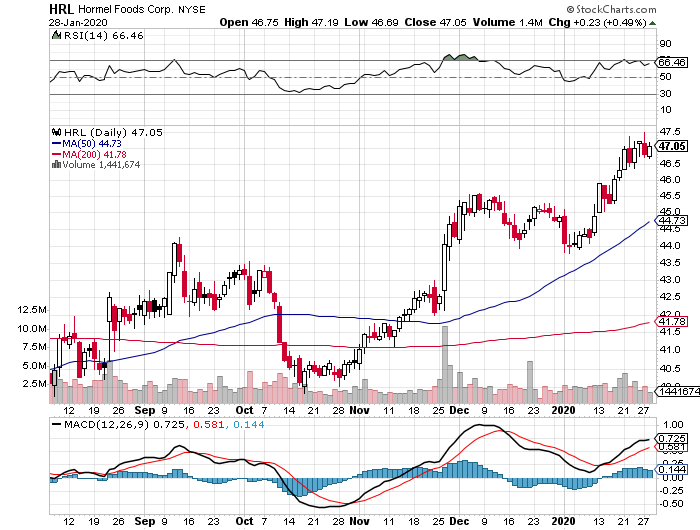 HRL Hormel Foods Corp. NYSE © StockCharts.com
28-Jan-2020 Open 46.75 High 47.19 Low 46.69 Close 47.05 Volume 1.4M Chg +0.23 (+0.49%)
RSI(14) 66.46
90
70
66.46
50
30
10
HRL (Daily) 47.05
MA(50) 44.73
MA(200) 41.78
Volume 1,441,674
47.5
47.05
46.5
46.0
45.5
45.0
44.73
44.5
44.0
43.5
43.0
42.5
42.0
41.78
41.5
41.0
40.5
40.0
1441674
12.5M
10.0M
7.5M
5.0M
2.5M
12 19 26 Sep 9 16 23 Oct 7 14 21 28 Nov 11 18 25 Dec 9 16 23 2020 13 21 27
MACD(12,26,9) 0.725, 0.581, 0.144
1.00
0.725
0.581
0.25
0.144
0.00
-0.25
-0.50
12 19 26 Sep 9 16 23 Oct 7 14 21 28 Nov 11 18 25 Dec 9 16 23 2020 13 21 27